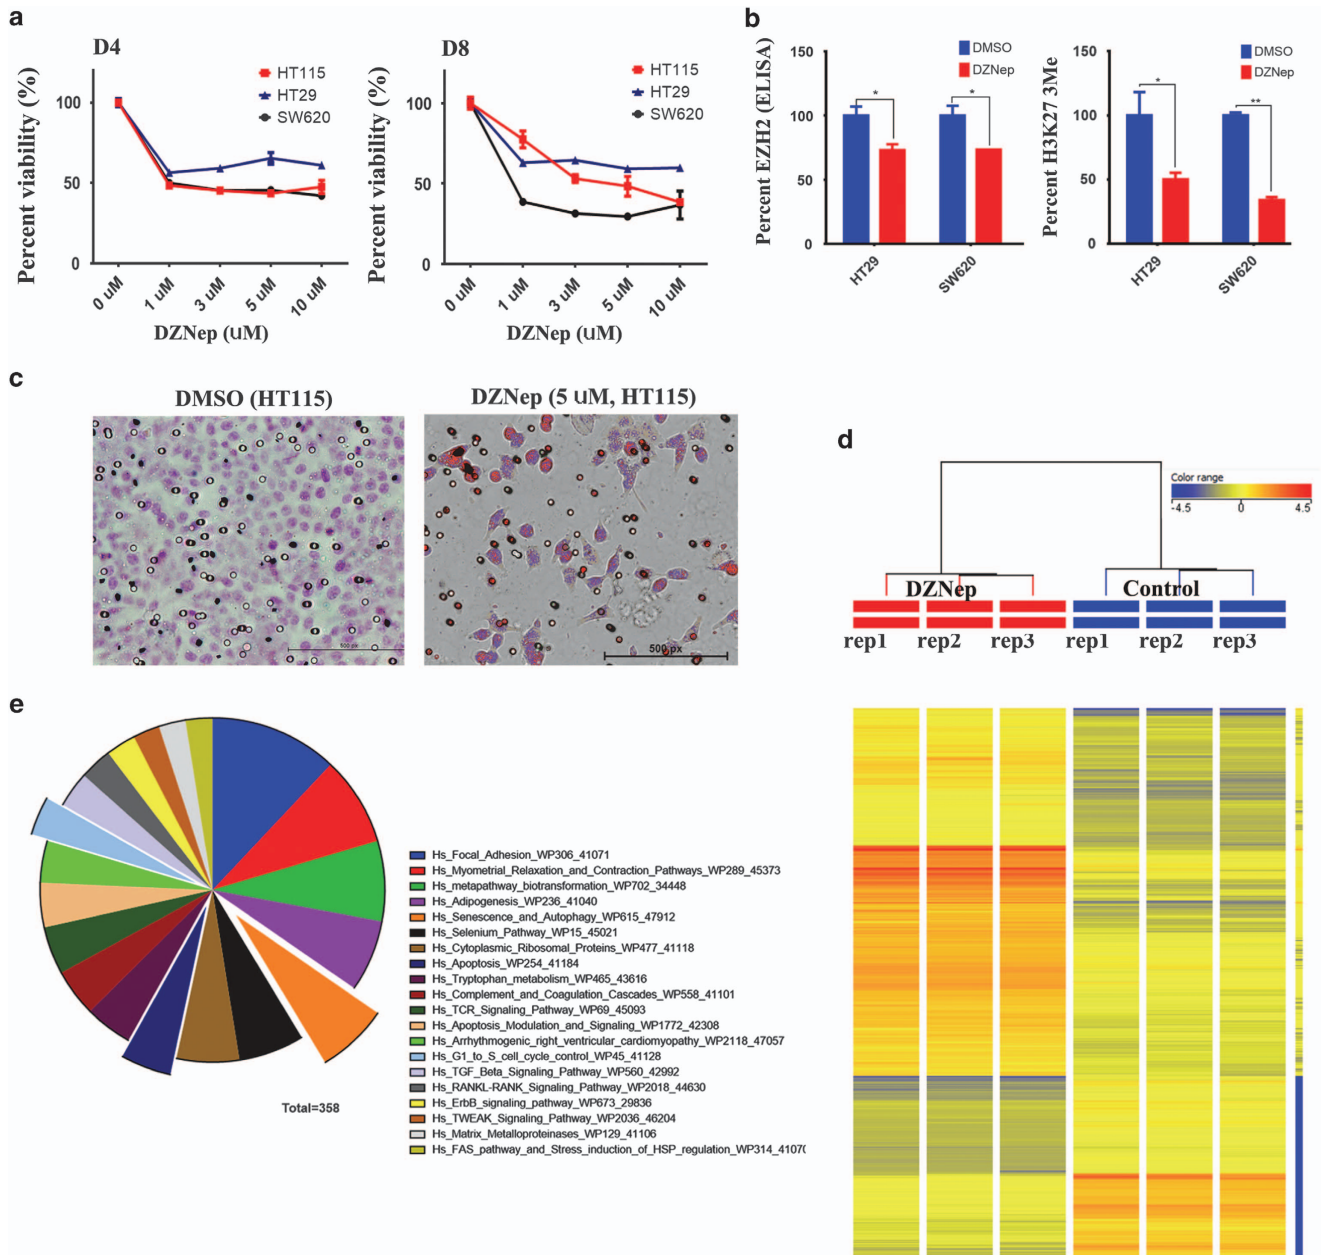 a
D4
Percent viability (%)
100
50
0
HT115
HT29
SW620
0 uM
1 uM
3 uM
5 uM
10 uM
DZNep (uM)
D8
Percent viability (%)
100
50
0
HT115
HT29
SW620
0 uM
1 uM
3 uM
5 uM
10 uM
DZNep (uM)
b
Percent EZH2 (ELISA)
150
100
50
0
DMSO
DZNep
*
*
HT29
SW620
Percent H3K27 3Me
150
100
50
0
DMSO
DZNep
*
**
HT29
SW620
c
DMSO (HT115)
500 px
DZNep (5 uM, HT115)
500 px
d
Color range
-4.5 0 4.5
DZNep Control
rep1 rep2 rep3 rep1 rep2 rep3
e
Hs_Focal_Adhesion_WP306_41071
Hs_Myometrial_Relaxation_and_Contraction_Pathways_WP289_45373
Hs_metapathway_biotransformation_WP702_34448
Hs_Adipogenesis_WP236_41040
Hs_Senescence_and_Autophagy_WP615_47912
Hs_Selenium_Pathway_WP15_45021
Hs_Cytoplasmic_Ribosomal_Proteins_WP477_41118
Hs_Apoptosis_WP254_41184
Hs_Tryptophan_metabolism_WP465_43616
Hs_Complement_and_Coagulation_Cascades_WP558_41101
Hs_TCR_Signaling_Pathway_WP69_45093
Hs_Apoptosis_Modulation_and_Signaling_WP1772_42308
Hs_Arrhythmogenic_right_ventricular_cardiomyopathy_WP2118_47057
Hs_G1_to_S_cell_cycle_control_WP45_41128
Hs_TGF_Beta_Signaling_Pathway_WP560_42992
Hs_RANKL-RANK_Signaling_Pathway_WP2018_44630
Hs_ErbB_signaling_pathway_WP673_29836
Hs_TWEAK_Signaling_Pathway_WP2036_46204
Hs_Matrix_Metalloproteinases_WP129_41106
Hs_FAS_pathway_and_Stress_induction_of_HSP_regulation_WP314_4107(
Total=358